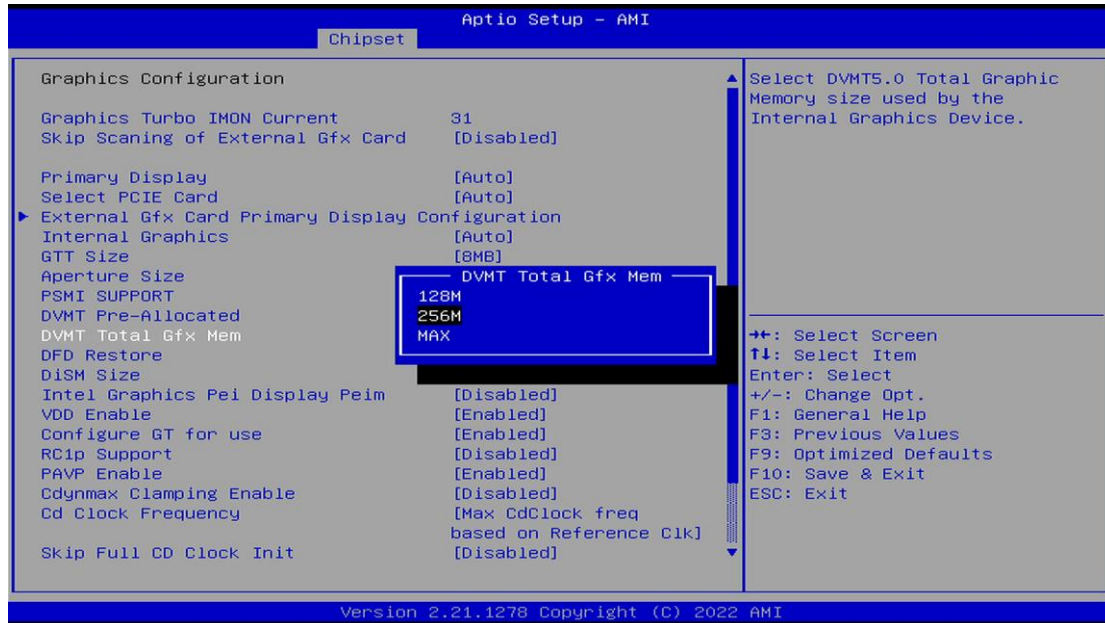 Aptio Setup – AMI
Chipset
Graphics Configuration
Graphics Turbo IMON Current 31
Skip Scaning of External Gfx Card [Disabled]
Primary Display [Auto]
Select PCIE Card [Auto]
External Gfx Card Primary Display Configuration
Internal Graphics [Auto]
GTT Size [8MB]
Aperture Size
PSMI SUPPORT
DVMT Pre-Allocated
DVMT Total Gfx Mem
DFD Restore
DiSM Size
Intel Graphics Pei Display Peim [Disabled]
VDD Enable [Enabled]
Configure GT for use [Enabled]
RC1p Support [Disabled]
PAVP Enable [Enabled]
Cdynmax Clamping Enable [Disabled]
Cd Clock Frequency [Max CdClock freq
based on Reference Clk]
Skip Full CD Clock Init [Disabled]
DVMT Total Gfx Mem
128M
256M
MAX
Select DVMT5.0 Total Graphic
Memory size used by the
Internal Graphics Device.
→←: Select Screen
↑↓: Select Item
Enter: Select
+/-: Change Opt.
F1: General Help
F3: Previous Values
F9: Optimized Defaults
F10: Save & Exit
ESC: Exit
Version 2.21.1278 Copyright (C) 2022 AMI